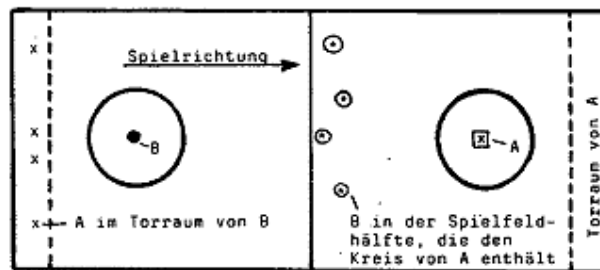 Spielrichtung
B
A
A im Torraum von B
B in der Spielfeld-
hälfte, die den
Kreis von A enthält
Torraum von A